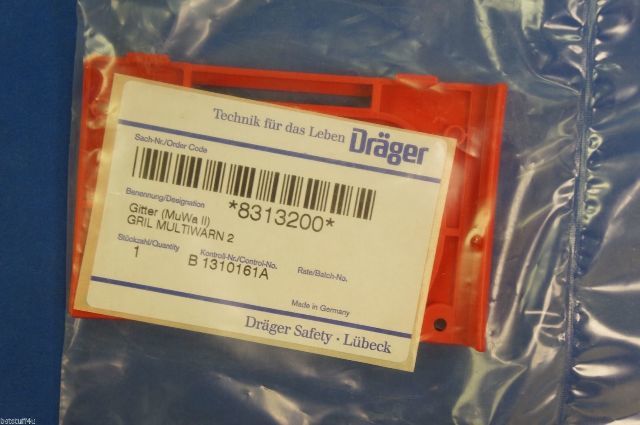 Technik für das Leben Dräger
Sach-Nr./Order Code
*8313200*
Benennung/Designation
Gitter (MuWa II)
GRIL MULTIWARN 2
Stückzahl/Quantity Kontroll-Nr./Control-No. Rate/Batch-No.
1 B 1310161A
Made in Germany
Dräger Safety · Lübeck
botstuff4u